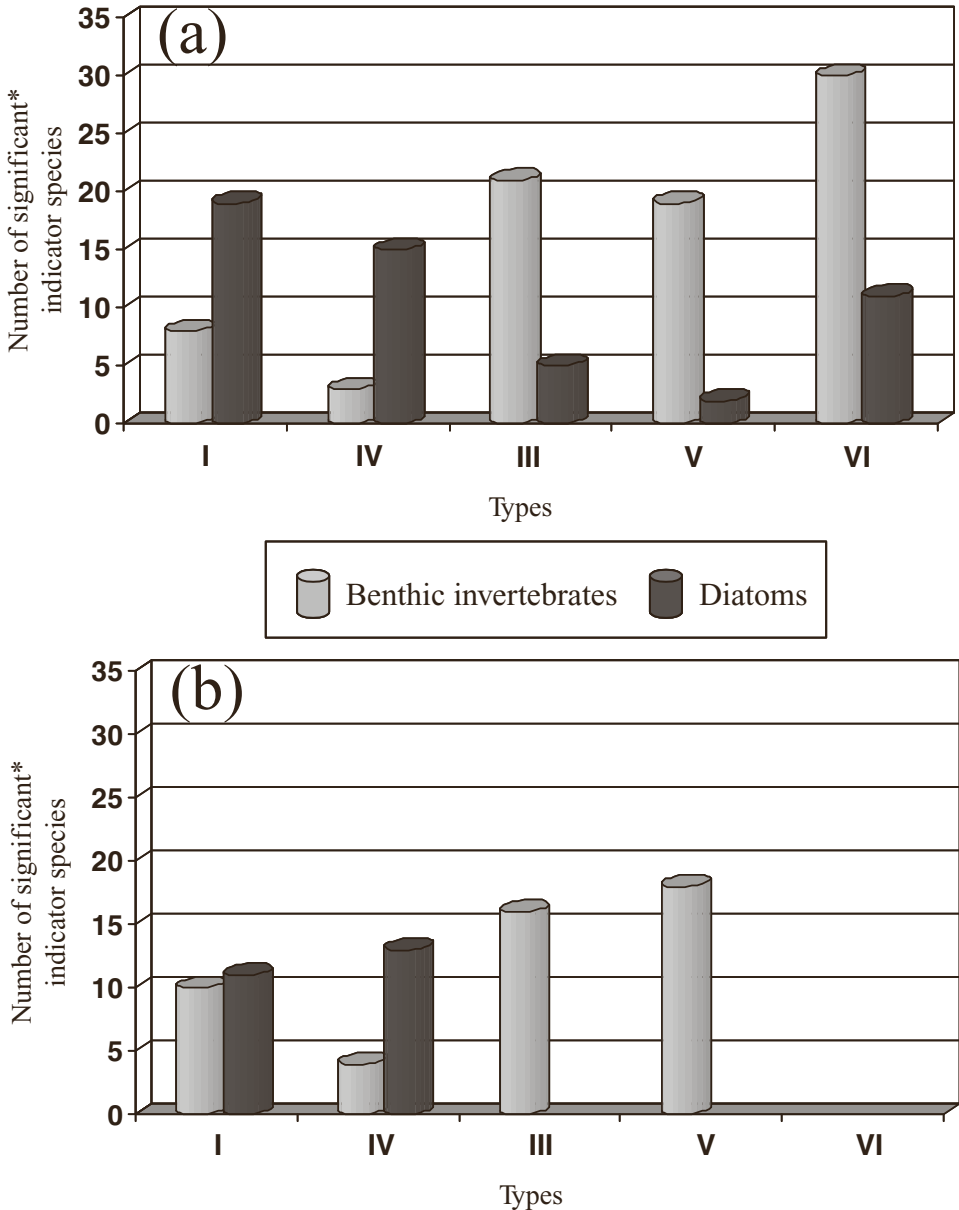 (a)
Number of significant*
indicator species
35
30
25
20
15
10
5
0
I IV III V VI
Types
Benthic invertebrates Diatoms
(b)
Number of significant*
indicator species
35
30
25
20
15
10
5
0
I IV III V VI
Types